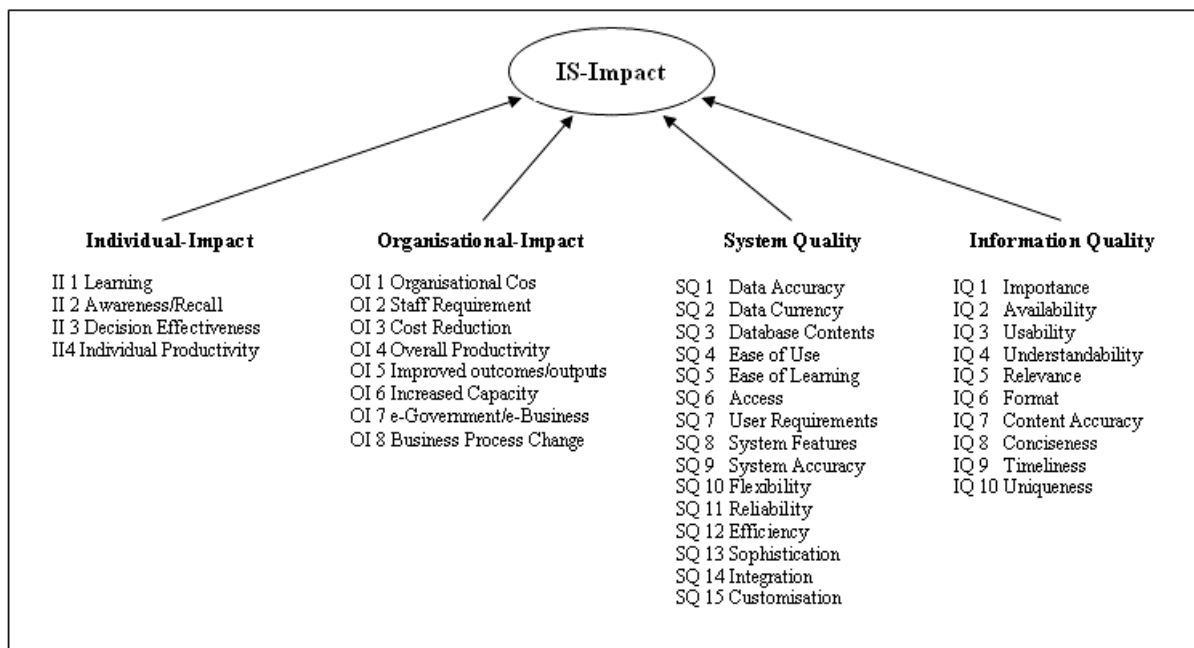 IS-Impact
Individual-Impact
II 1 Learning
II 2 Awareness/Recall
II 3 Decision Effectiveness
II4 Individual Productivity
Organisational-Impact
OI 1 Organisational Cos
OI 2 Staff Requirement
OI 3 Cost Reduction
OI 4 Overall Productivity
OI 5 Improved outcomes/outputs
OI 6 Increased Capacity
OI 7 e-Government/e-Business
OI 8 Business Process Change
System Quality
SQ 1 Data Accuracy
SQ 2 Data Currency
SQ 3 Database Contents
SQ 4 Ease of Use
SQ 5 Ease of Learning
SQ 6 Access
SQ 7 User Requirements
SQ 8 System Features
SQ 9 System Accuracy
SQ 10 Flexibility
SQ 11 Reliability
SQ 12 Efficiency
SQ 13 Sophistication
SQ 14 Integration
SQ 15 Customisation
Information Quality
IQ 1 Importance
IQ 2 Availability
IQ 3 Usability
IQ 4 Understandability
IQ 5 Relevance
IQ 6 Format
IQ 7 Content Accuracy
IQ 8 Conciseness
IQ 9 Timeliness
IQ 10 Uniqueness